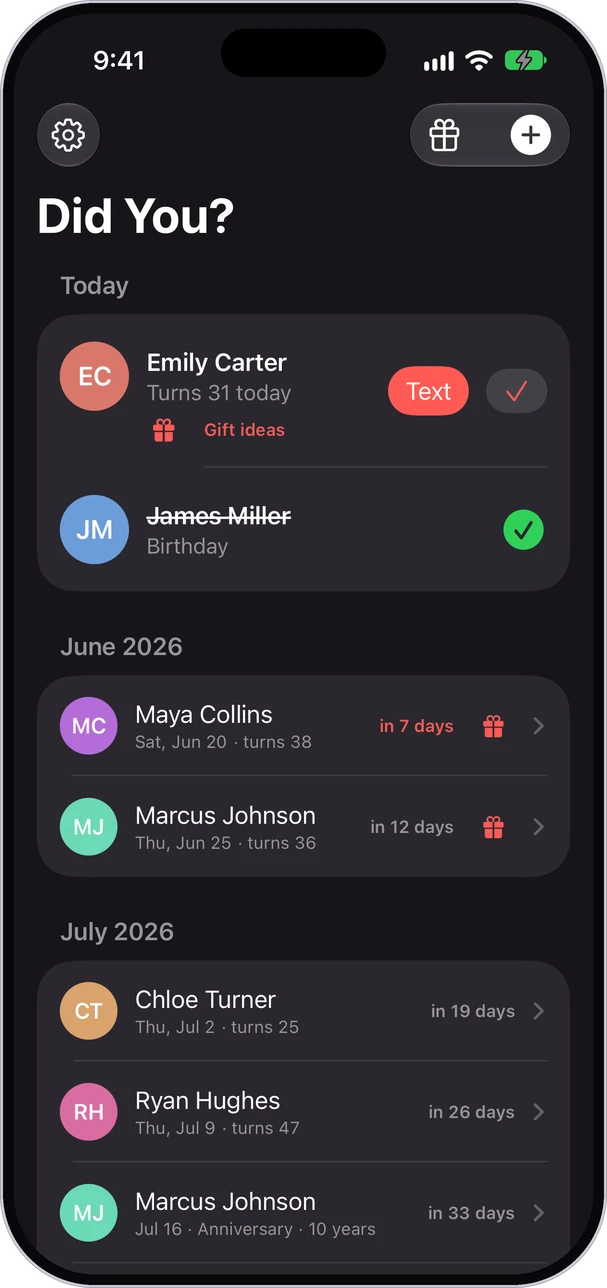 9:41
Did You?
Today
EC
Emily Carter
Turns 31 today
Gift ideas
Text
JM
James Miller
Birthday
June 2026
MC
Maya Collins
Sat, Jun 20 · turns 38
in 7 days
MJ
Marcus Johnson
Thu, Jun 25 · turns 36
in 12 days
July 2026
CT
Chloe Turner
Thu, Jul 2 · turns 25
in 19 days
RH
Ryan Hughes
Thu, Jul 9 · turns 47
in 26 days
MJ
Marcus Johnson
Jul 16 · Anniversary · 10 years
in 33 days